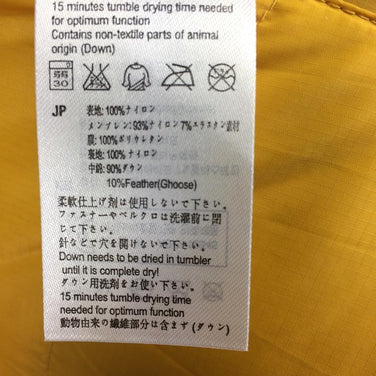 15 minutes tumble drying time needed
for optimum function
Contains non-textile parts of animal
origin (Down)
30
JP 表地: 100%ナイロン
メンブレン: 93%ナイロン7%エラスタン素材
膜: 100%ポリウレタン
裏地: 100%ナイロン
中綿: 90%ダウン
10%Feather(Ghoose)
柔軟仕上げ剤は使用しないで下さい。
ファスナーやベルクロは洗濯前に閉
じて下さい。
針などで穴を開けないで下さい。
Down needs to be dried in tumbler
until it is complete dry!
ダウン用洗剤をお使い下さい。
15 minutes tumble drying time
needed for optimum function
動物由来の繊維部分は含まず (ダウン)